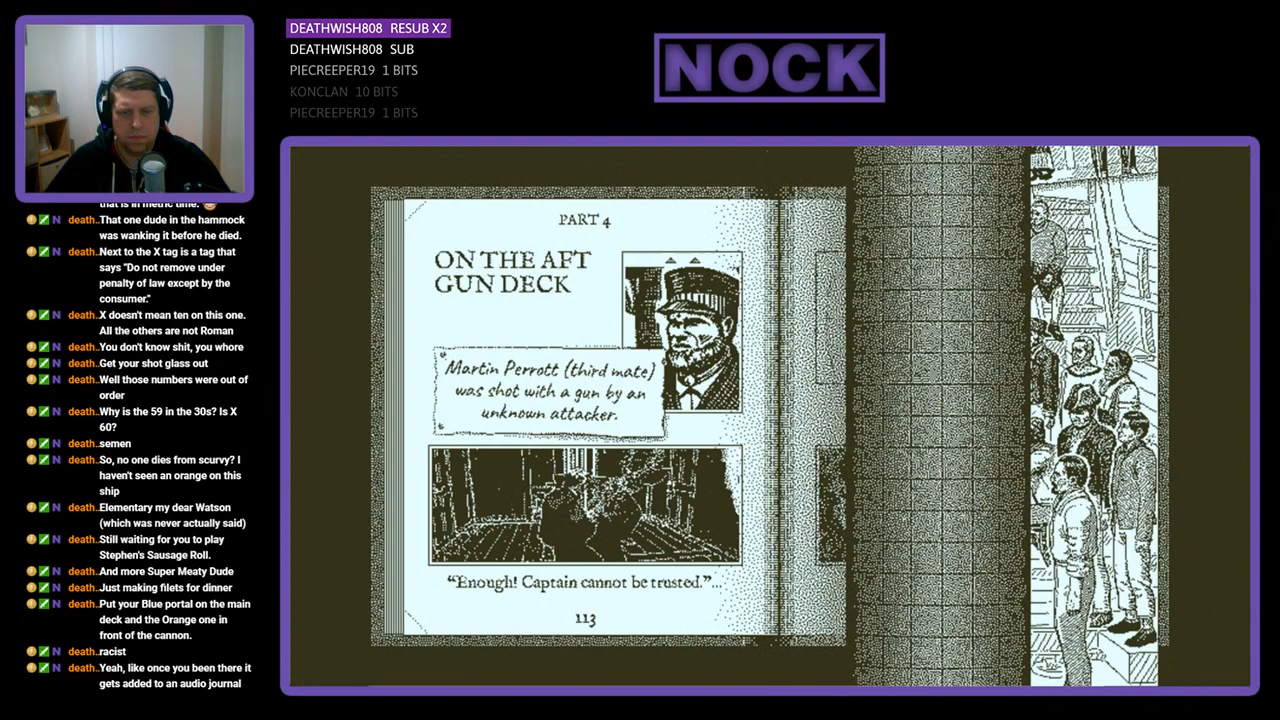 DEATHWISH808 RESUB X2
DEATHWISH808 SUB
PIECREEPER19 1 BITS
KONCLAN 10 BITS
PIECREEPER19 1 BITS
NOCK
that is in metric time.
death.. That one dude in the hammock
was wanking it before he died.
death.. Next to the X tag is a tag that
says "Do not remove under
penalty of law except by the
consumer."
death.. X doesn't mean ten on this one.
All the others are not Roman
death.. You don't know shit, you whore
death.. Get your shot glass out
death.. Well those numbers were out of
order
death.. Why is the 59 in the 30s? Is X
60?
death.. semen
death.. So, no one dies from scurvy? I
haven't seen an orange on this
ship
death.. Elementary my dear Watson
(which was never actually said)
death.. Still waiting for you to play
Stephen's Sausage Roll.
death.. And more Super Meaty Dude
death.. Just making filets for dinner
death.. Put your Blue portal on the main
deck and the Orange one in
front of the cannon.
death.. racist
death.. Yeah, like once you been there it
gets added to an audio journal
PART 4
ON THE AFT
GUN DECK
Martin Perrott (third mate)
was shot with a gun by an
unknown attacker.
"Enough! Captain cannot be trusted."...
113